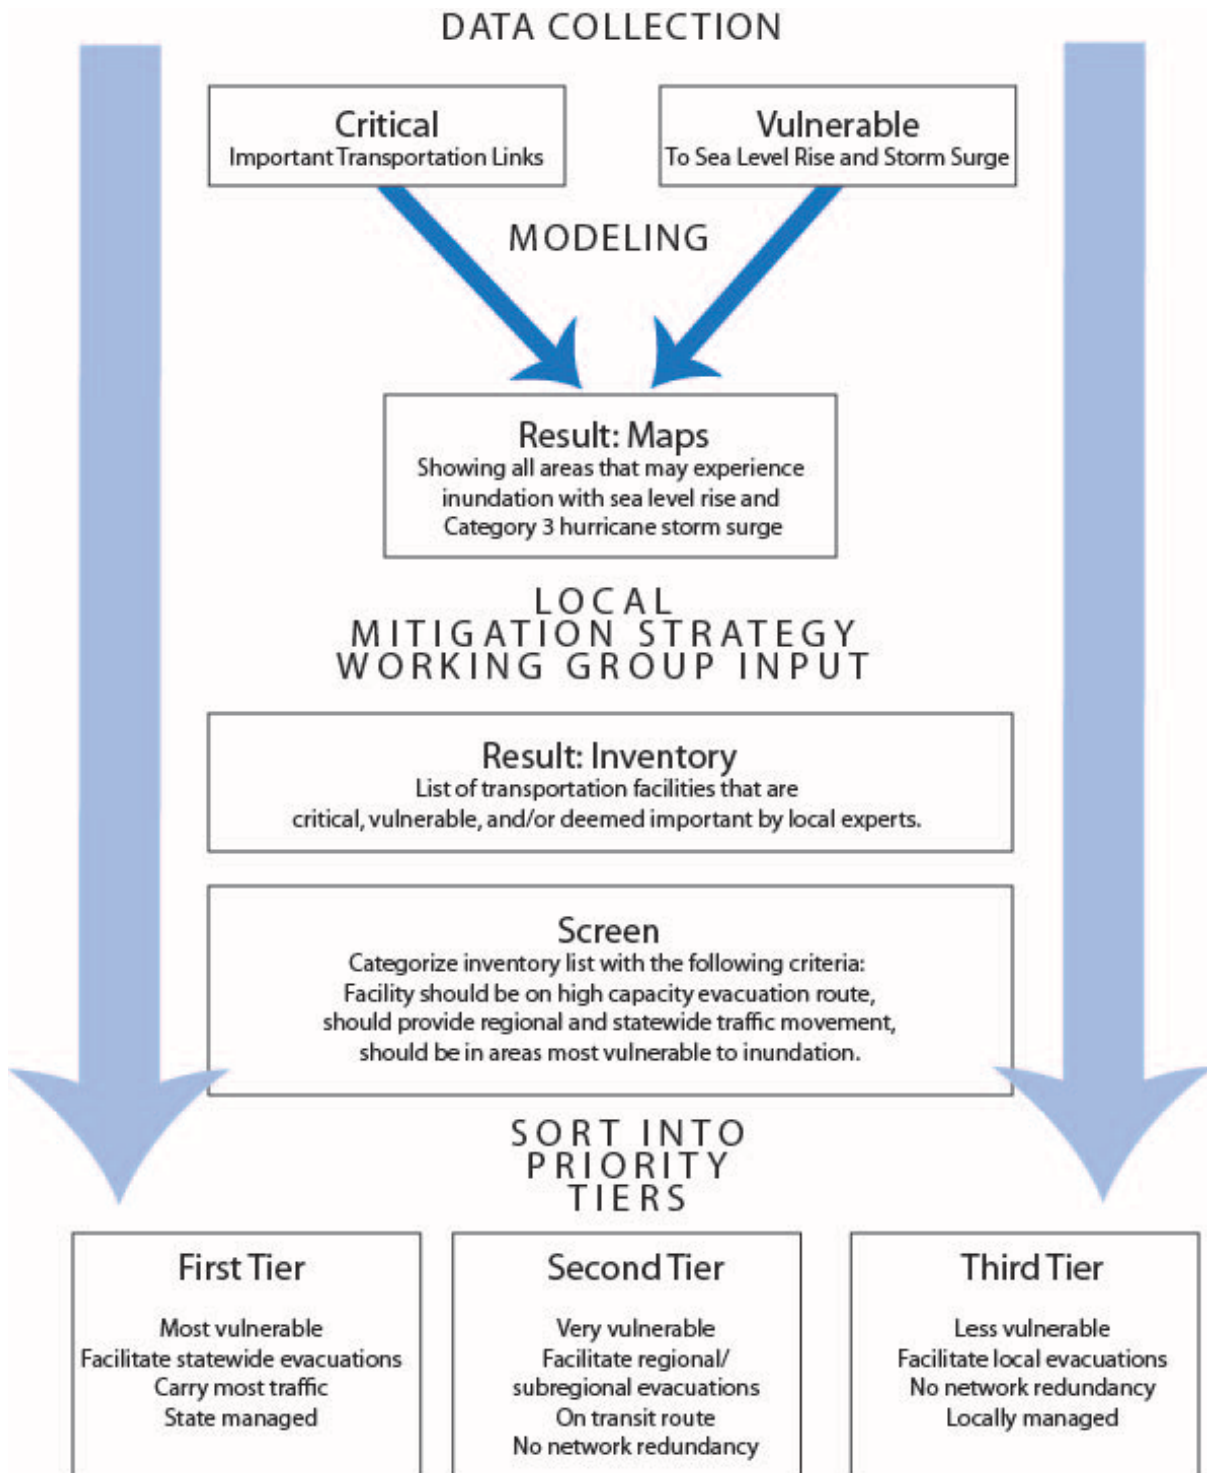 DATA COLLECTION
Critical
Important Transportation Links
Vulnerable
To Sea Level Rise and Storm Surge
MODELING
Result: Maps
Showing all areas that may experience
inundation with sea level rise and
Category 3 hurricane storm surge
LOCAL
MITIGATION STRATEGY
WORKING GROUP INPUT
Result: Inventory
List of transportation facilities that are
critical, vulnerable, and/or deemed important by local experts.
Screen
Categorize inventory list with the following criteria:
Facility should be on high capacity evacuation route,
should provide regional and statewide traffic movement,
should be in areas most vulnerable to inundation.
SORT INTO
PRIORITY
TIERS
First Tier
Most vulnerable
Facilitate statewide evacuations
Carry most traffic
State managed
Second Tier
Very vulnerable
Facilitate regional/
subregional evacuations
On transit route
No network redundancy
Third Tier
Less vulnerable
Facilitate local evacuations
No network redundancy
Locally managed